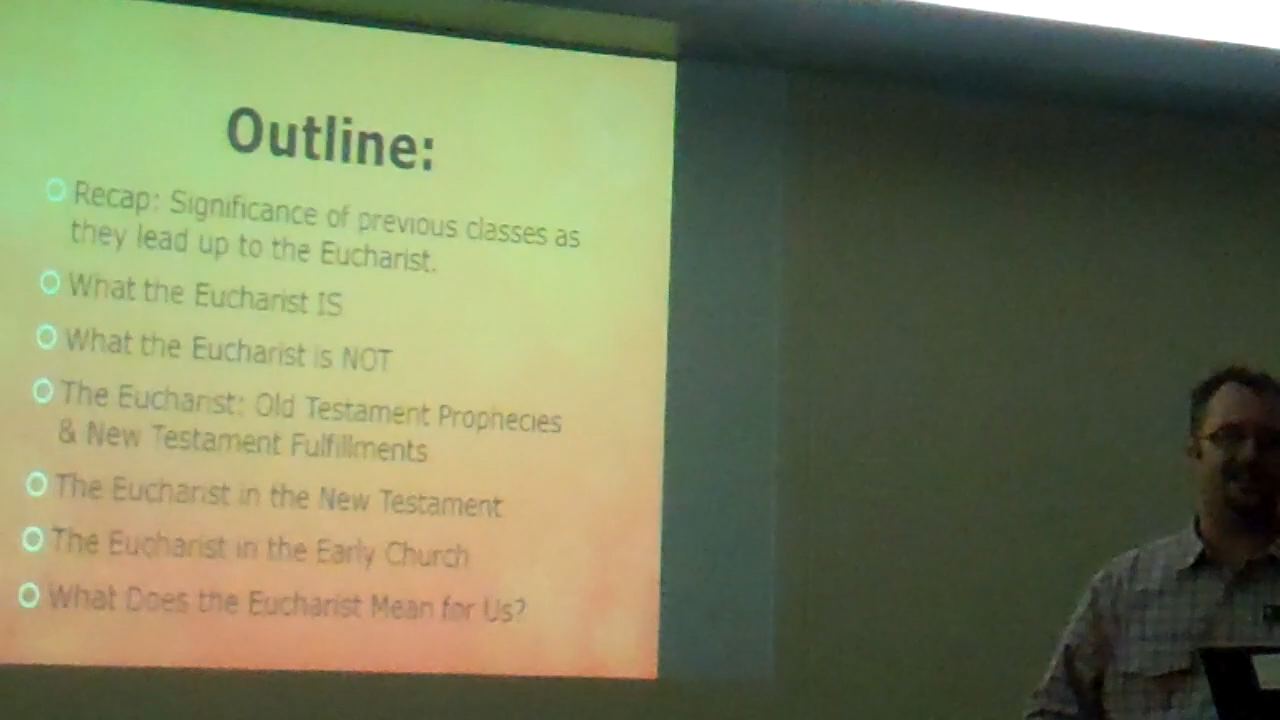 Outline:
Recap: Significance of previous classes as
they lead up to the Eucharist.
What the Eucharist IS
What the Eucharist is NOT
The Eucharist: Old Testament Prophecies
& New Testament Fulfillments
The Eucharist in the New Testament
The Eucharist in the Early Church
What Does the Eucharist Mean for Us?